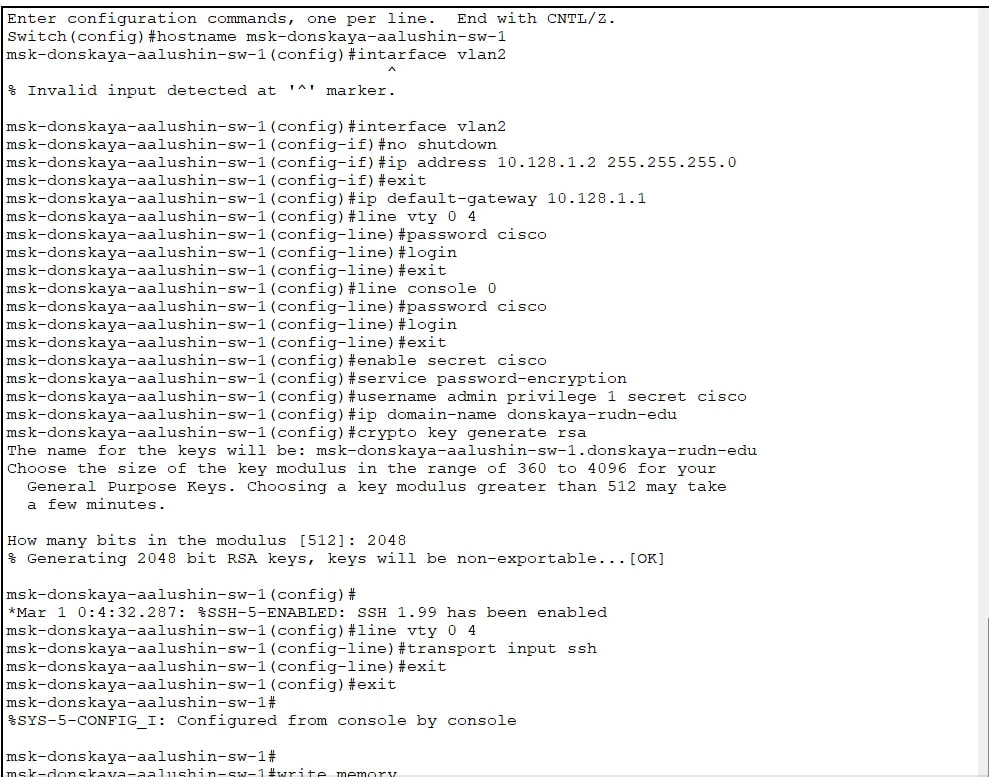 Enter configuration commands, one per line.  End with CNTL/Z.
Switch(config)#hostname msk-donskaya-aalushin-sw-1
msk-donskaya-aalushin-sw-1(config)#intarface vlan2
^
% Invalid input detected at '^' marker.
msk-donskaya-aalushin-sw-1(config)#interface vlan2
msk-donskaya-aalushin-sw-1(config-if)#no shutdown
msk-donskaya-aalushin-sw-1(config-if)#ip address 10.128.1.2 255.255.255.0
msk-donskaya-aalushin-sw-1(config-if)#exit
msk-donskaya-aalushin-sw-1(config)#ip default-gateway 10.128.1.1
msk-donskaya-aalushin-sw-1(config)#line vty 0 4
msk-donskaya-aalushin-sw-1(config-line)#password cisco
msk-donskaya-aalushin-sw-1(config-line)#login
msk-donskaya-aalushin-sw-1(config-line)#exit
msk-donskaya-aalushin-sw-1(config)#line console 0
msk-donskaya-aalushin-sw-1(config-line)#password cisco
msk-donskaya-aalushin-sw-1(config-line)#login
msk-donskaya-aalushin-sw-1(config-line)#exit
msk-donskaya-aalushin-sw-1(config)#enable secret cisco
msk-donskaya-aalushin-sw-1(config)#service password-encryption
msk-donskaya-aalushin-sw-1(config)#username admin privilege 1 secret cisco
msk-donskaya-aalushin-sw-1(config)#ip domain-name donskaya-rudn-edu
msk-donskaya-aalushin-sw-1(config)#crypto key generate rsa
The name for the keys will be: msk-donskaya-aalushin-sw-1.donskaya-rudn-edu
Choose the size of the key modulus in the range of 360 to 4096 for your
General Purpose Keys. Choosing a key modulus greater than 512 may take
a few minutes.
How many bits in the modulus [512]: 2048
% Generating 2048 bit RSA keys, keys will be non-exportable...[OK]
msk-donskaya-aalushin-sw-1(config)#
*Mar 1 0:4:32.287: %SSH-5-ENABLED: SSH 1.99 has been enabled
msk-donskaya-aalushin-sw-1(config)#line vty 0 4
msk-donskaya-aalushin-sw-1(config-line)#transport input ssh
msk-donskaya-aalushin-sw-1(config-line)#exit
msk-donskaya-aalushin-sw-1(config)#exit
msk-donskaya-aalushin-sw-1#
%SYS-5-CONFIG_I: Configured from console by console
msk-donskaya-aalushin-sw-1#
msk-donskaya-aalushin-sw-1#write memory